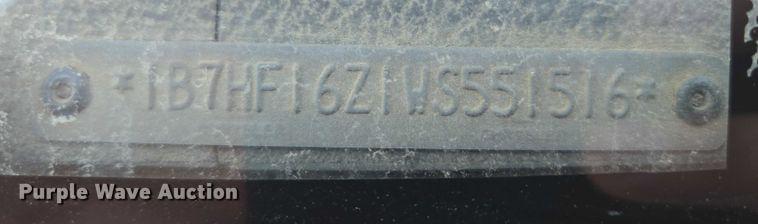 *1B7HF16Z1WS551516*
Purple Wave Auction